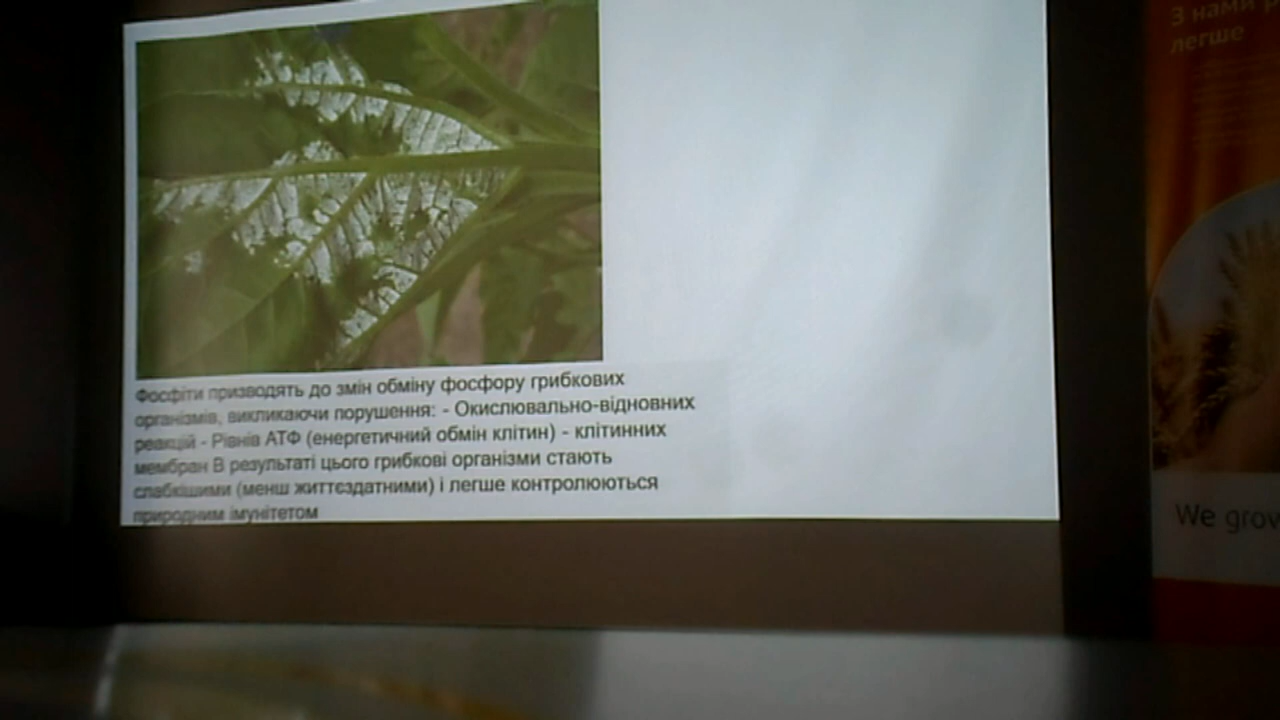 Фосфіти призводять до змін обміну фосфору грибкових
організмів, викликаючи порушення: - Окислювально-відновних
реакцій - Рівнів АТФ (енергетичний обмін клітин) - клітинних
мембран В результаті цього грибкові організми стають
слабкішими (менш життєздатними) і легше контролюються
природним імунітетом
З нами
легше
We grow